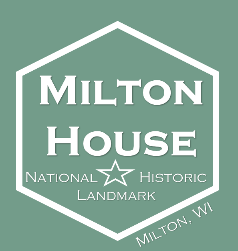 MILTON
HOUSE
NATIONAL HISTORIC
LANDMARK
MILTON, WI